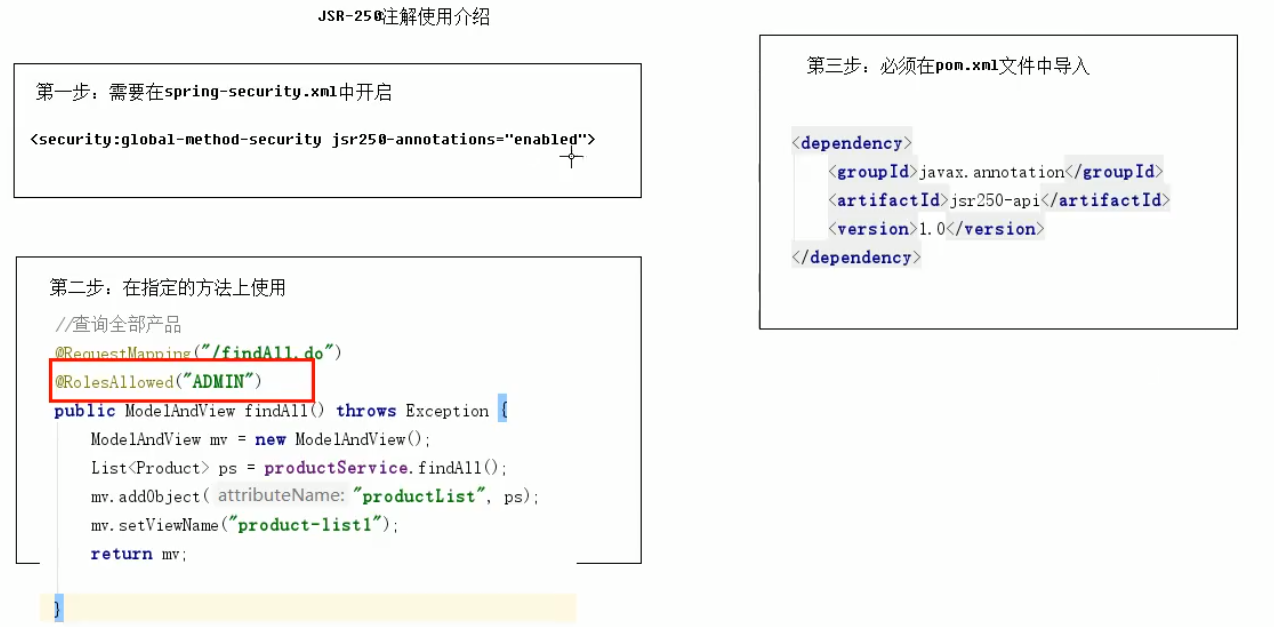 JSR-250注解使用介绍
第一步：需要在spring-security.xml中开启
<security:global-method-security jsr250-annotations="enabled">
第二步：在指定的方法上使用
//查询全部产品
@RequestMapping("/findAll.do")
@RolesAllowed("ADMIN")
public ModelAndView findAll() throws Exception {
ModelAndView mv = new ModelAndView();
List<Product> ps = productService.findAll();
mv.addObject( attributeName: "productList", ps);
mv.setViewName("product-list1");
return mv;
}
第三步：必须在pom.xml文件中导入
<dependency>
<groupId>javax.annotation</groupId>
<artifactId>jsr250-api</artifactId>
<version>1.0</version>
</dependency>